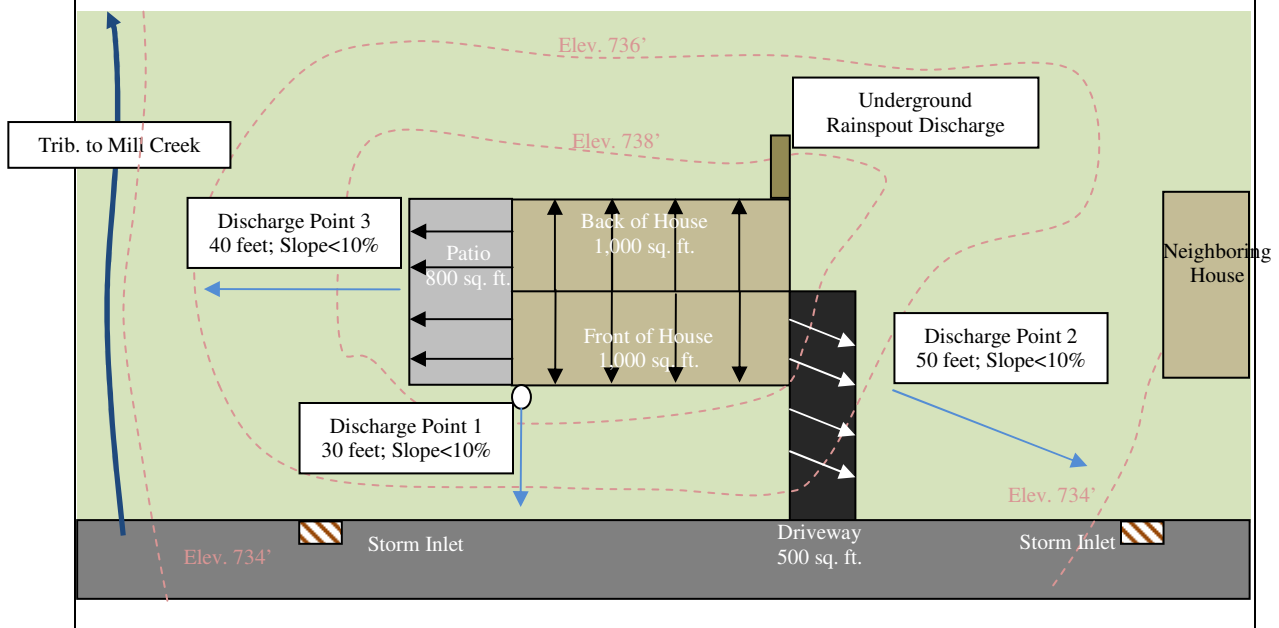 Elev. 736’
Underground
Rainspout Discharge
Trib. to Mill Creek
Elev. 738’
Discharge Point 3
40 feet; Slope<10%
Back of House
1,000 sq. ft.
Patio
800 sq. ft.
Neighboring
House
Front of House
1,000 sq. ft.
Discharge Point 2
50 feet; Slope<10%
Discharge Point 1
30 feet; Slope<10%
Elev. 734’
Driveway
500 sq. ft.
Storm Inlet
Storm Inlet
Elev. 734’